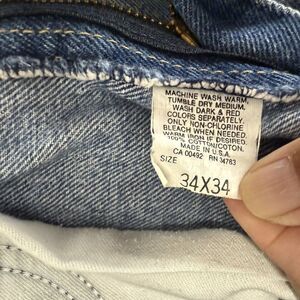 MACHINE WASH WARM,
TUMBLE DRY MEDIUM.
WASH DARK & RED
COLORS SEPARATELY.
ONLY NON-CHLORINE
BLEACH WHEN NEEDED.
WARM IRON IF DESIRED.
100% COTTON/COTON.
MADE IN U.S.A.
CA 00492 RN 34783
SIZE
34X34